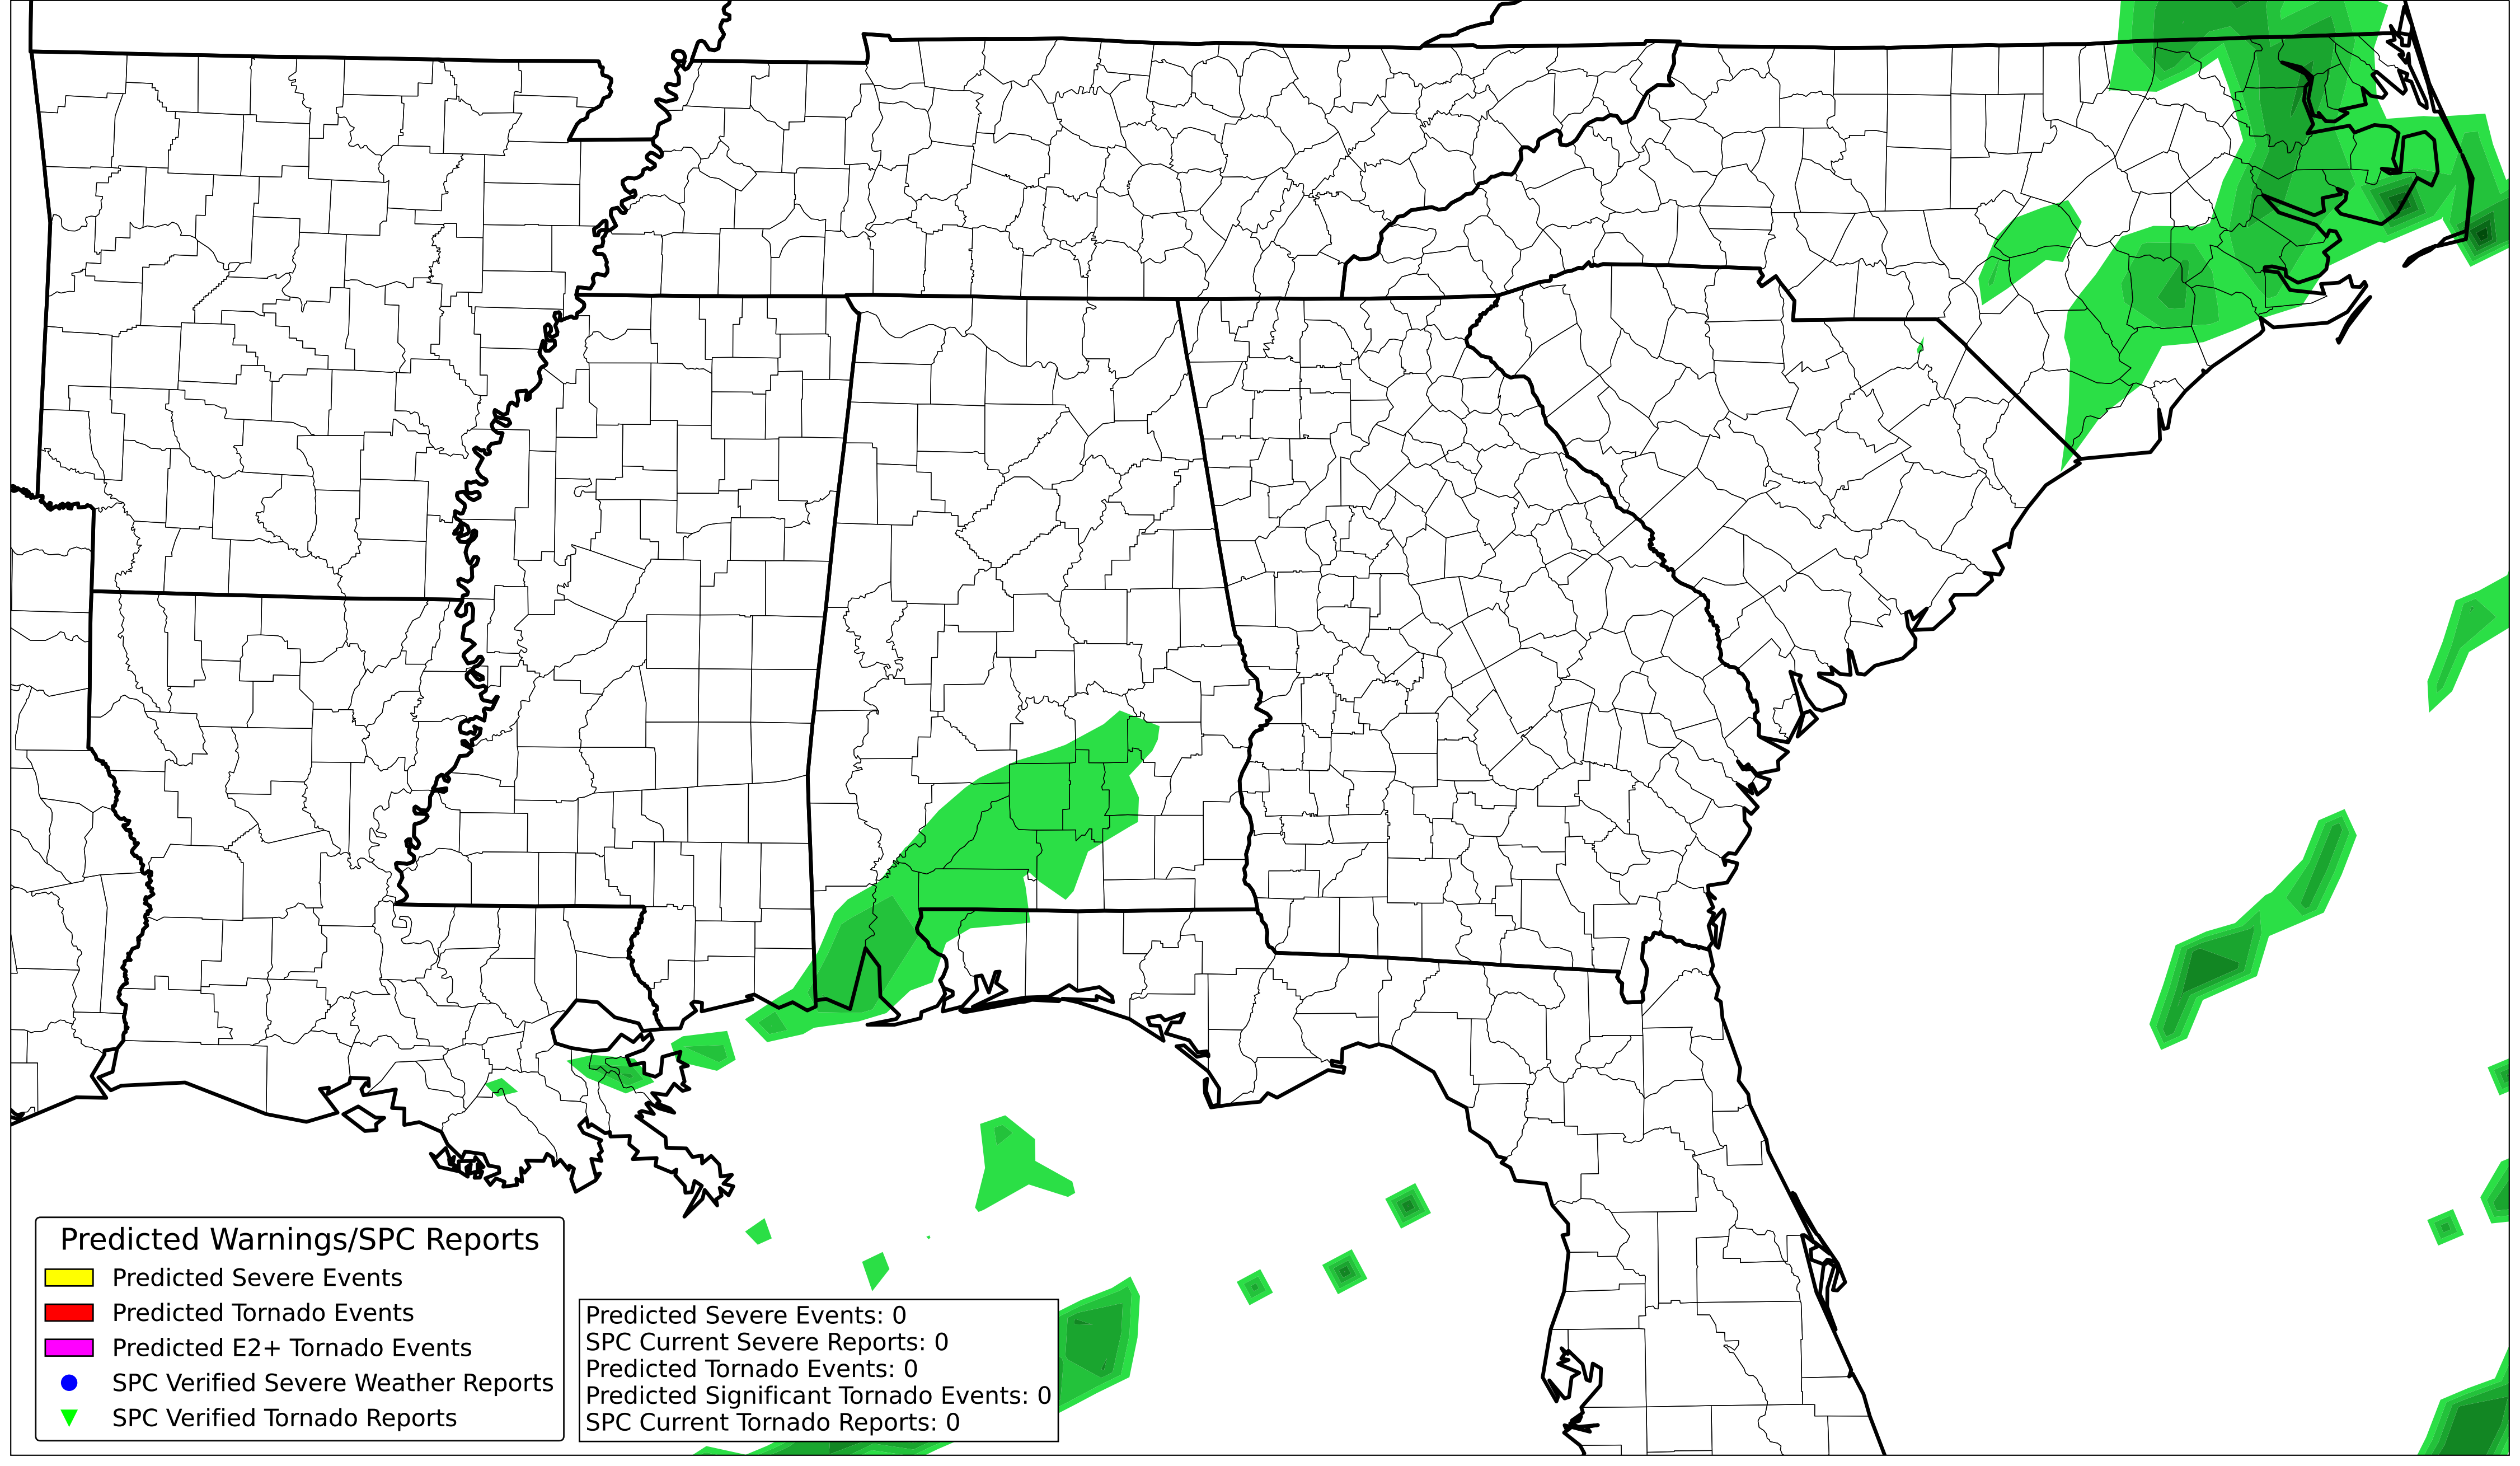 Predicted Warnings/SPC Reports
Predicted Severe Events
Predicted Tornado Events
Predicted E2+ Tornado Events
SPC Verified Severe Weather Reports
SPC Verified Tornado Reports
Predicted Severe Events: 0
SPC Current Severe Reports: 0
Predicted Tornado Events: 0
Predicted Significant Tornado Events: 0
SPC Current Tornado Reports: 0